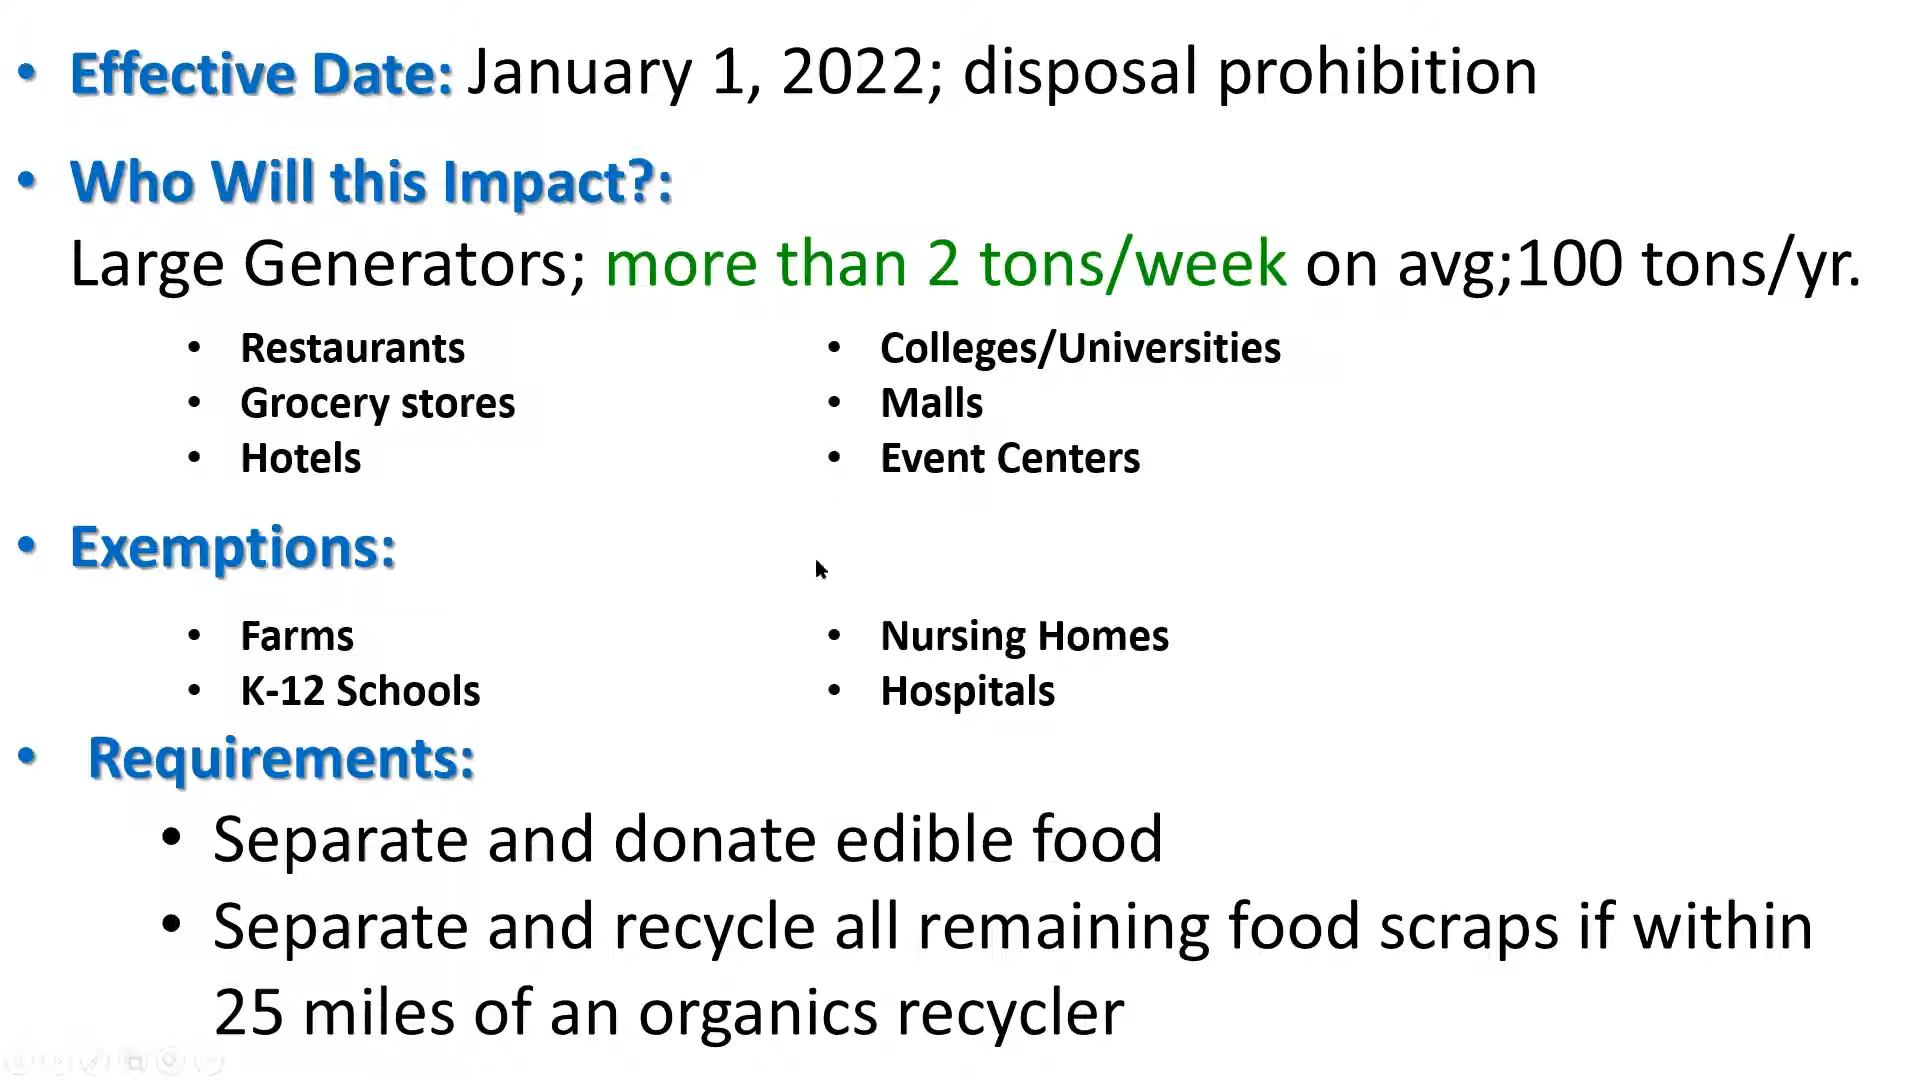 • Effective Date: January 1, 2022; disposal prohibition
• Who Will this Impact?:
Large Generators; more than 2 tons/week on avg;100 tons/yr.
• Restaurants
• Grocery stores
• Hotels
• Colleges/Universities
• Malls
• Event Centers
• Exemptions:
• Farms
• K-12 Schools
• Nursing Homes
• Hospitals
• Requirements:
• Separate and donate edible food
• Separate and recycle all remaining food scraps if within
25 miles of an organics recycler